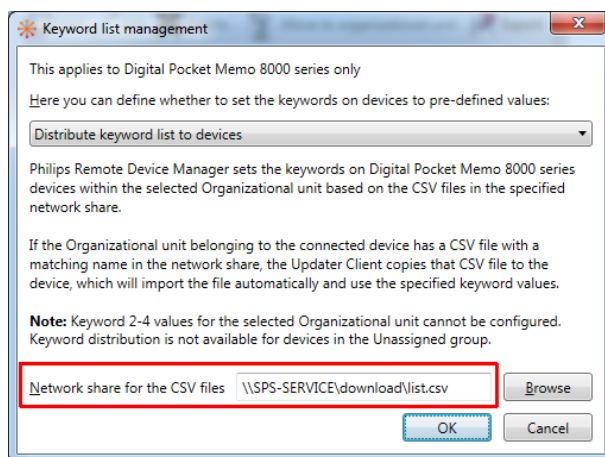 Keyword list management
This applies to Digital Pocket Memo 8000 series only
Here you can define whether to set the keywords on devices to pre-defined values:
Distribute keyword list to devices
Philips Remote Device Manager sets the keywords on Digital Pocket Memo 8000 series
devices within the selected Organizational unit based on the CSV files in the specified
network share.
If the Organizational unit belonging to the connected device has a CSV file with a
matching name in the network share, the Updater Client copies that CSV file to the
device, which will import the file automatically and use the specified keyword values.
Note: Keyword 2-4 values for the selected Organizational unit cannot be configured.
Keyword distribution is not available for devices in the Unassigned group.
Network share for the CSV files \\SPS-SERVICE\download\list.csv Browse
OK Cancel